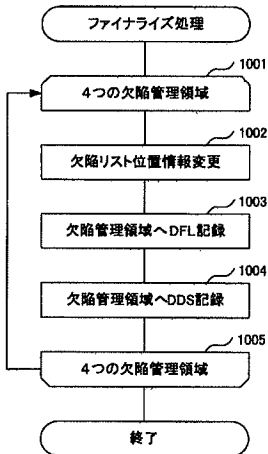 ファイナライズ処理
1001
4つの欠陥管理領域
1002
欠陥リスト位置情報変更
1003
欠陥管理領域へDFL記録
1004
欠陥管理領域へDDS記録
1005
4つの欠陥管理領域
終了